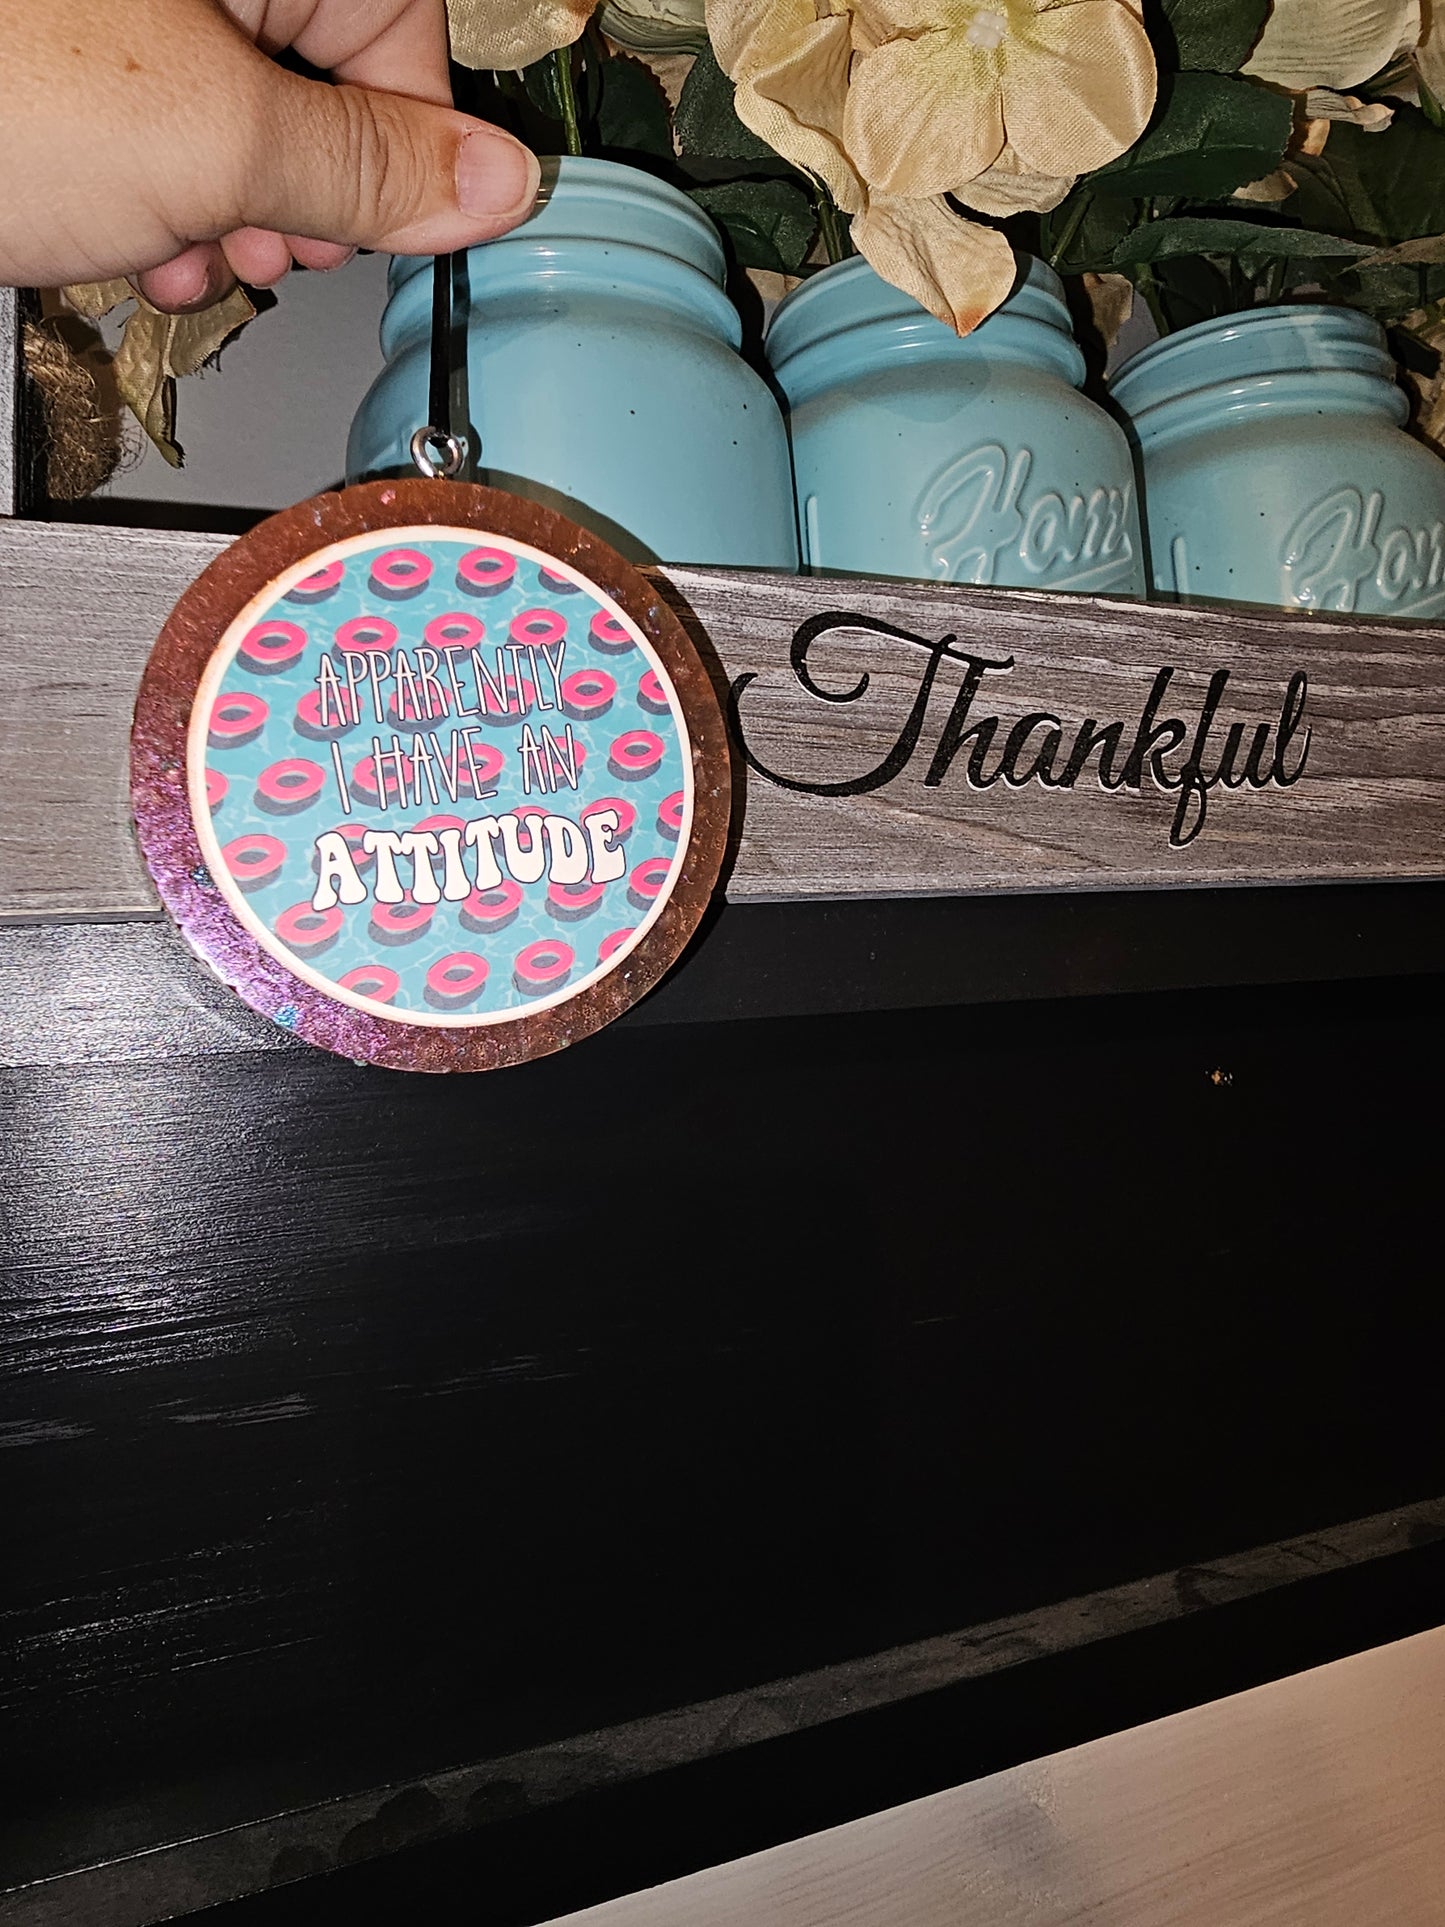 APPARENTLY
I HAVE AN
ATTITUDE
Thankful